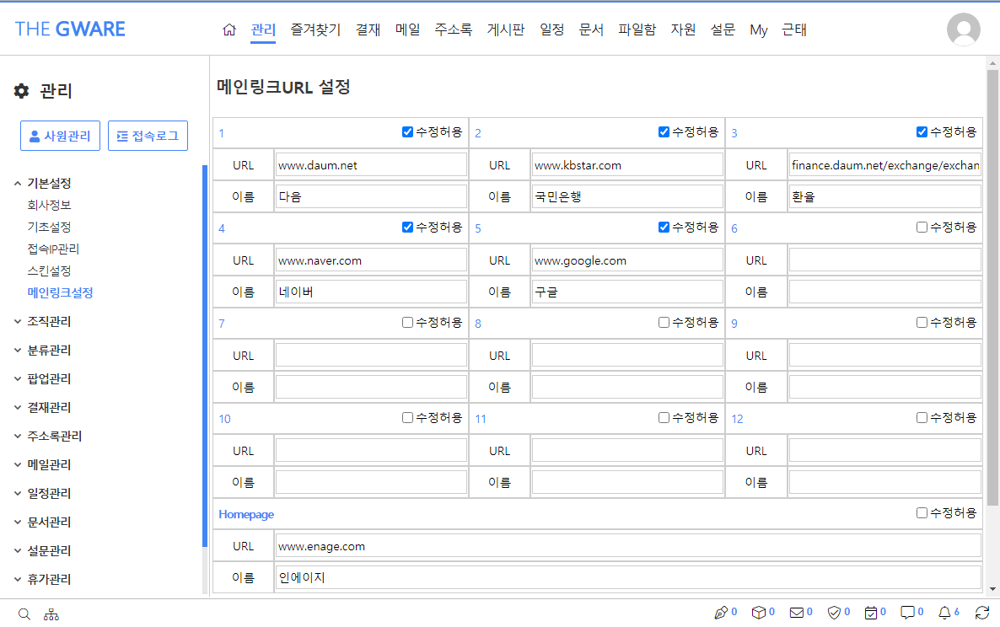 THE GWARE
관리 즐겨찾기 결재 메일 주소록 게시판 일정 문서 파일함 자원 설문 My 근태
관리
사원관리 접속로그
기본설정
회사정보
기초설정
접속IP관리
스킨설정
메인링크설정
조직관리
분류관리
팝업관리
결재관리
주소록관리
메일관리
일정관리
문서관리
설문관리
휴가관리
메인링크URL 설정
1 수정허용 2 수정허용 3 수정허용
URL www.daum.net URL www.kbstar.com URL finance.daum.net/exchange/exchan
이름 다음 이름 국민은행 이름 환율
4 수정허용 5 수정허용 6 수정허용
URL www.naver.com URL www.google.com URL
이름 네이버 이름 구글 이름
7 수정허용 8 수정허용 9 수정허용
URL URL URL
이름 이름 이름
10 수정허용 11 수정허용 12 수정허용
URL URL URL
이름 이름 이름
Homepage 수정허용
URL www.enage.com
이름 인에이지
0 0 0 0 0 0 6